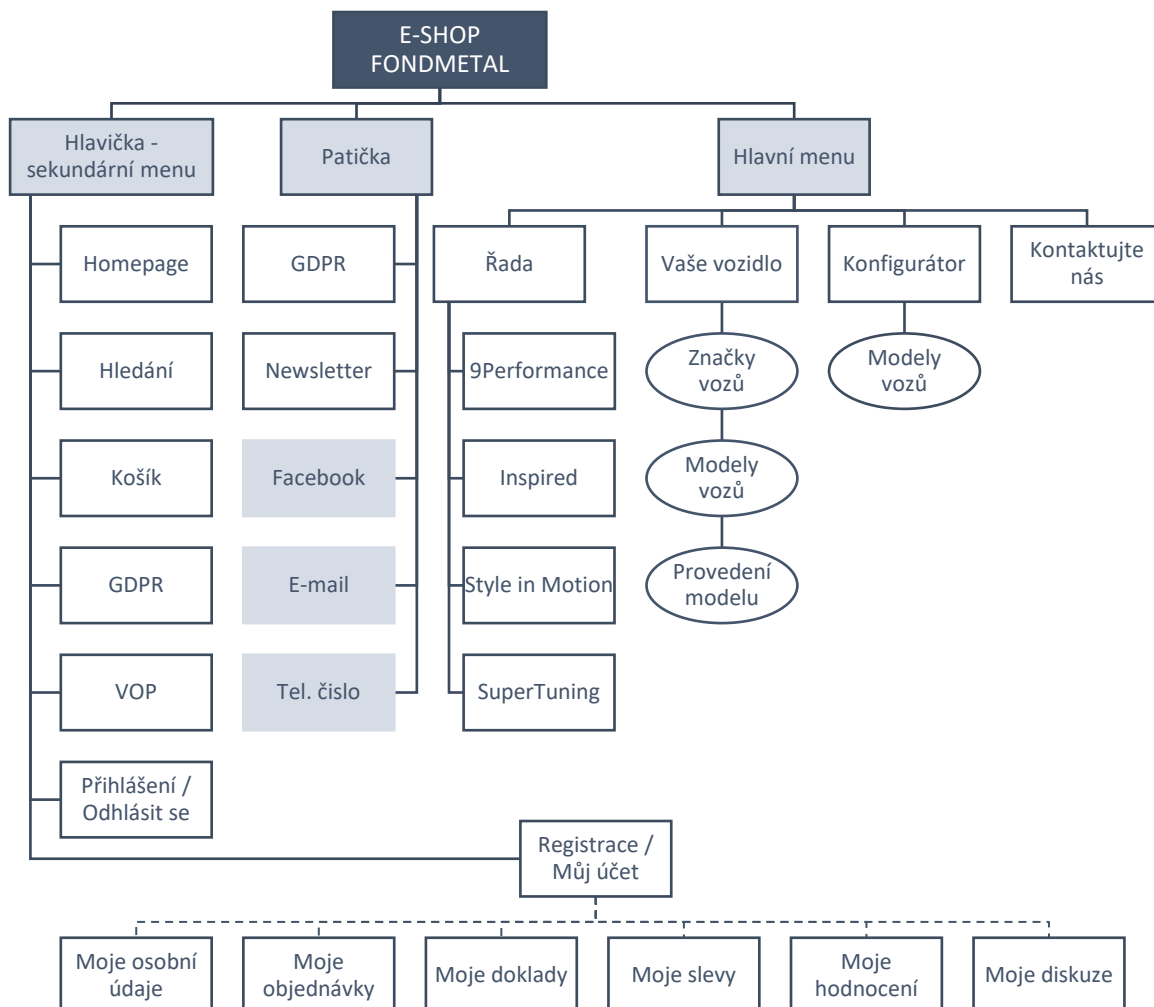 E-SHOP
FONDMETAL
Hlavička -
sekundární menu
Patička
Hlavní menu
Homepage
GDPR
Řada
Vaše vozidlo
Konfigurátor
Kontaktujte
nás
Hledání
Newsletter
9Performance
Značky
vozů
Modely
vozů
Košík
Facebook
Inspired
Modely
vozů
GDPR
E-mail
Style in Motion
Provedení
modelu
VOP
Tel. čislo
SuperTuning
Přihlášení /
Odhlásit se
Registrace /
Můj účet
Moje osobní
údaje
Moje
objednávky
Moje doklady
Moje slevy
Moje
hodnocení
Moje diskuze